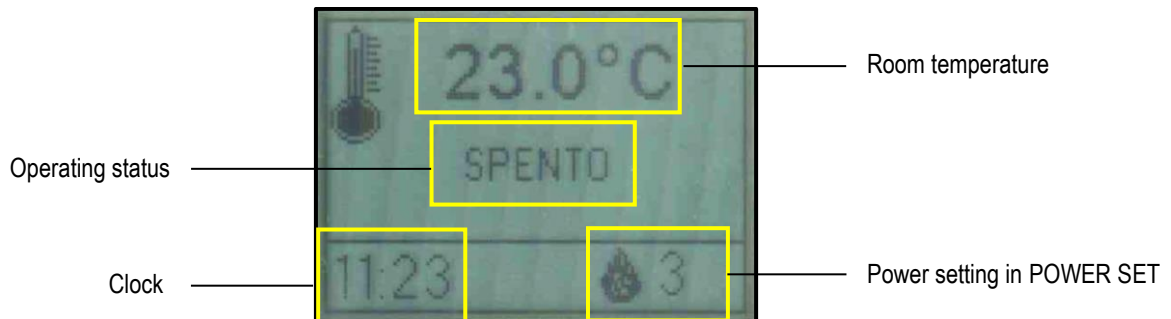 23.0°C
Room temperature
Operating status
SPENTO
Clock
11:23
3
Power setting in POWER SET